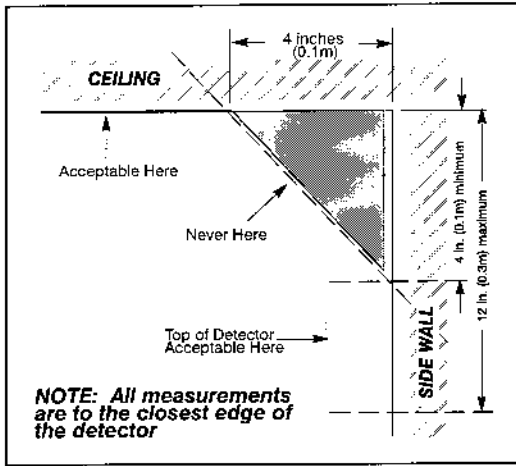 4 inches
(0.1m)
CEILING
Acceptable Here
Never Here
4 in. (0.1m) minimum
12 in. (0.3m) maximum
Top of Detector
Acceptable Here
SIDE WALL
NOTE: All measurements
are to the closest edge of
the detector